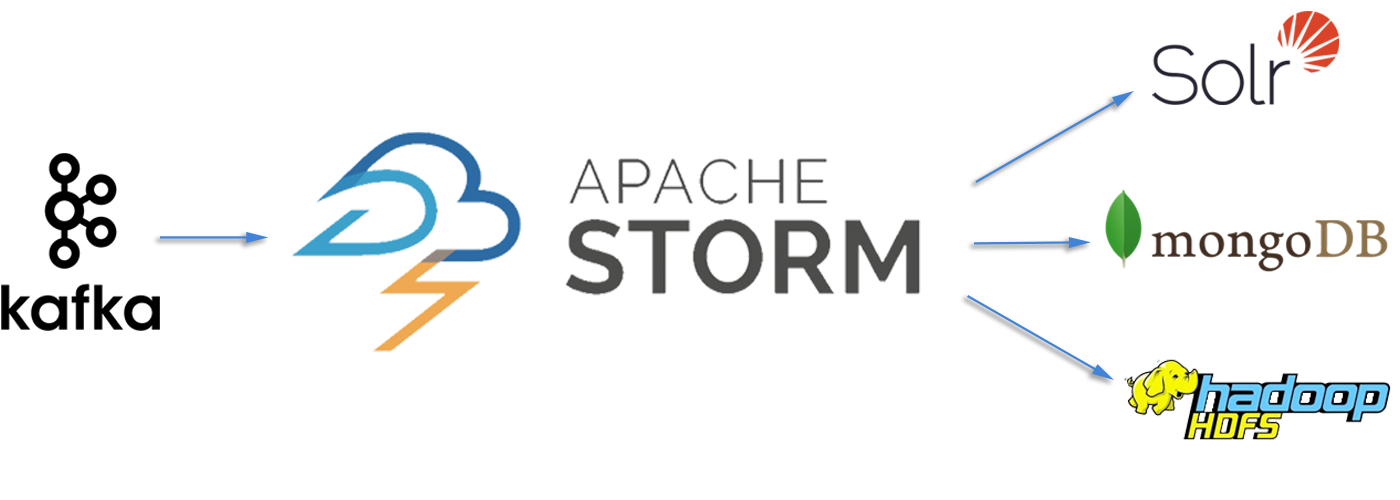 kafka
APACHE
STORM
Solr
mongoDB
hadoop
HDFS